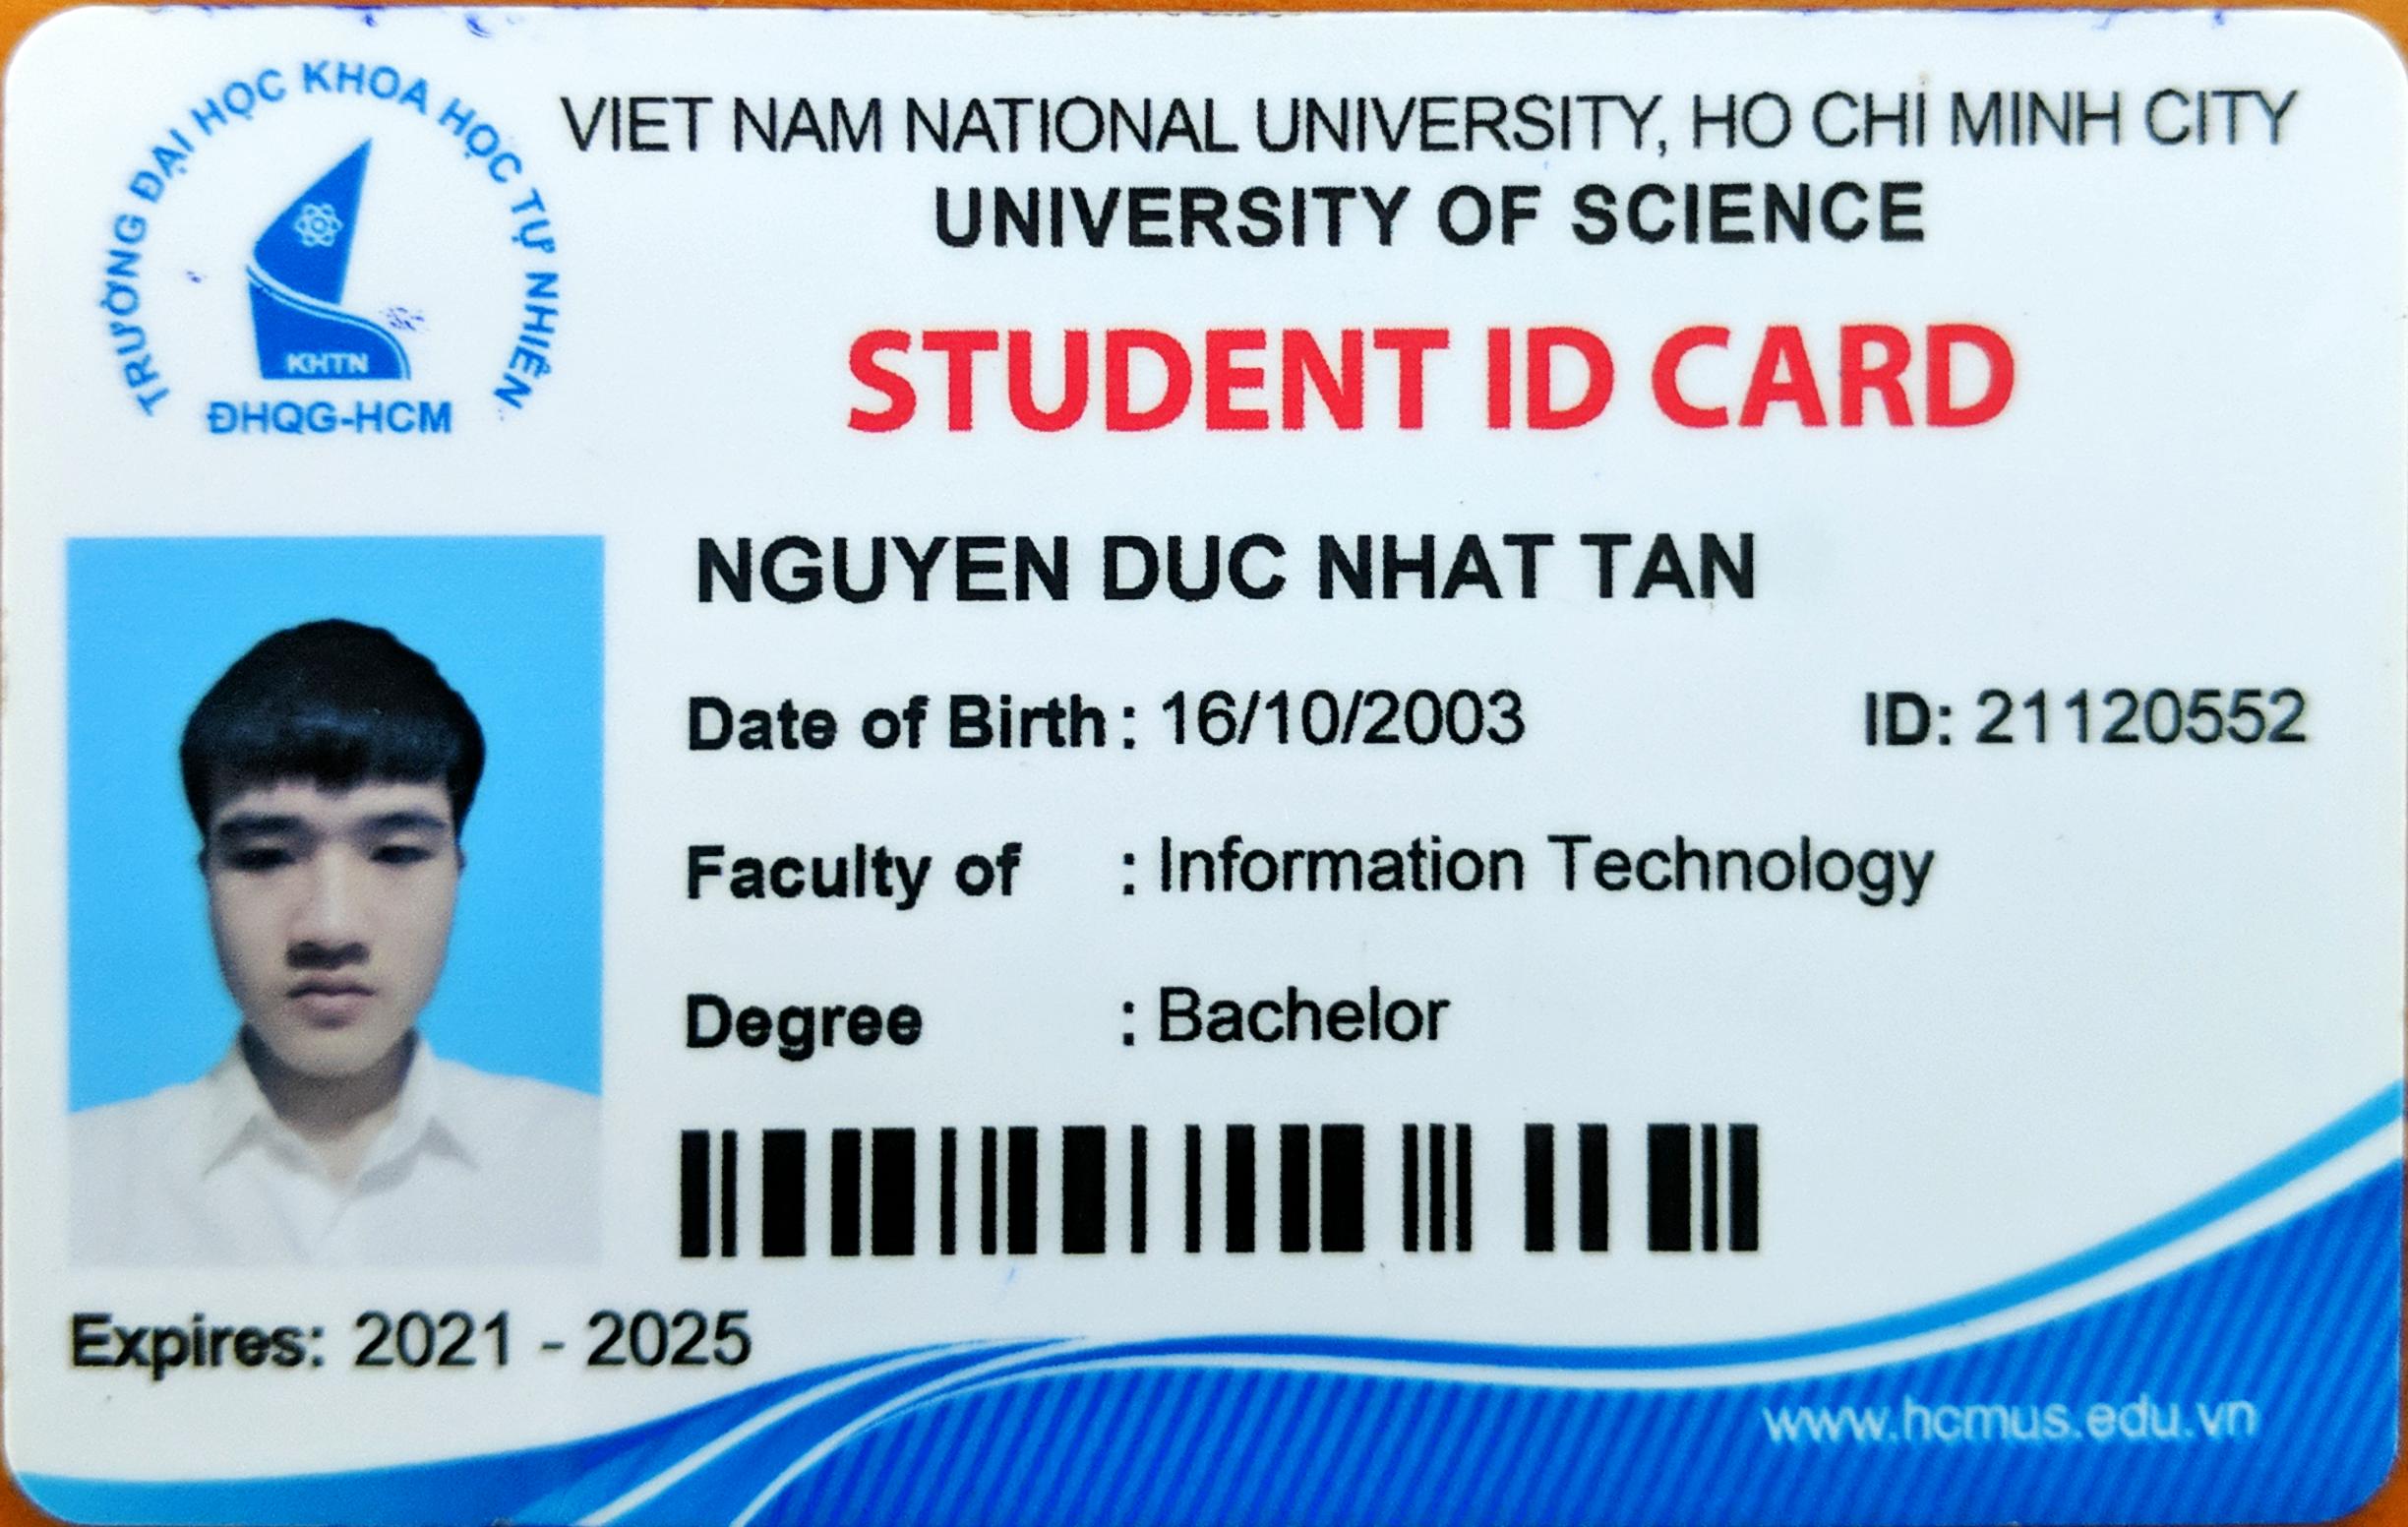 TRƯỜNG ĐẠI HỌC KHOA HỌC TỰ NHIÊN
KHTN
ĐHQG-HCM
VIET NAM NATIONAL UNIVERSITY, HO CHI MINH CITY
UNIVERSITY OF SCIENCE
STUDENT ID CARD
NGUYEN DUC NHAT TAN
Date of Birth : 16/10/2003 ID: 21120552
Faculty of : Information Technology
Degree : Bachelor
Expires: 2021 - 2025
www.hcmus.edu.vn